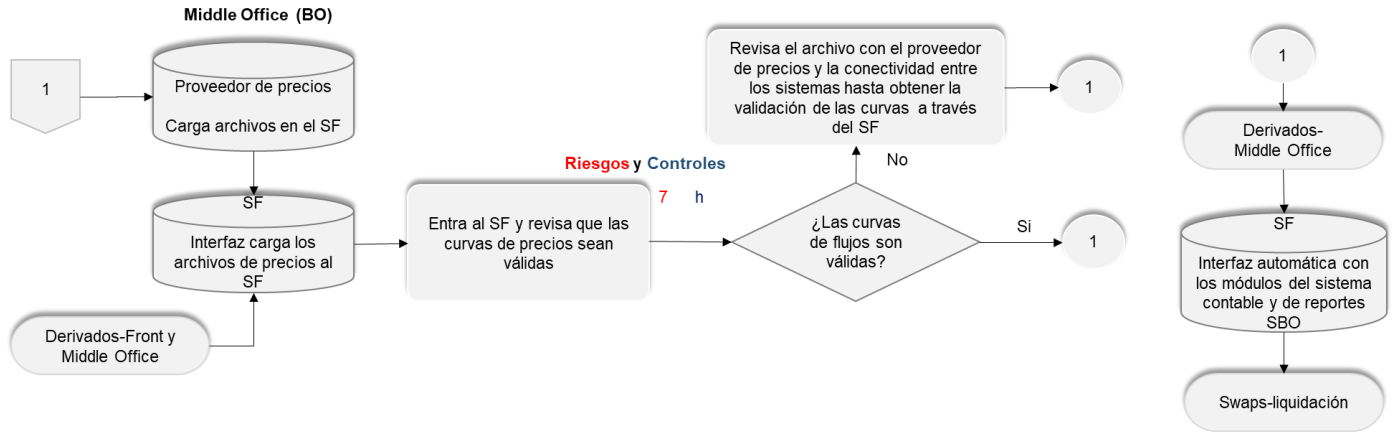 Middle Office (BO)
1
Proveedor de precios
Carga archivos en el SF
SF
Interfaz carga los
archivos de precios al
SF
Derivados-Front y
Middle Office
Entra al SF y revisa que las
curvas de precios sean
válidas
Riesgos y Controles
7 h
¿Las curvas
de flujos son
válidas?
No
Revisa el archivo con el proveedor
de precios y la conectividad entre
los sistemas hasta obtener la
validación de las curvas a través
del SF
1
Si
1
1
Derivados-
Middle Office
SF
Interfaz automática con
los módulos del sistema
contable y de reportes
SBO
Swaps-liquidación